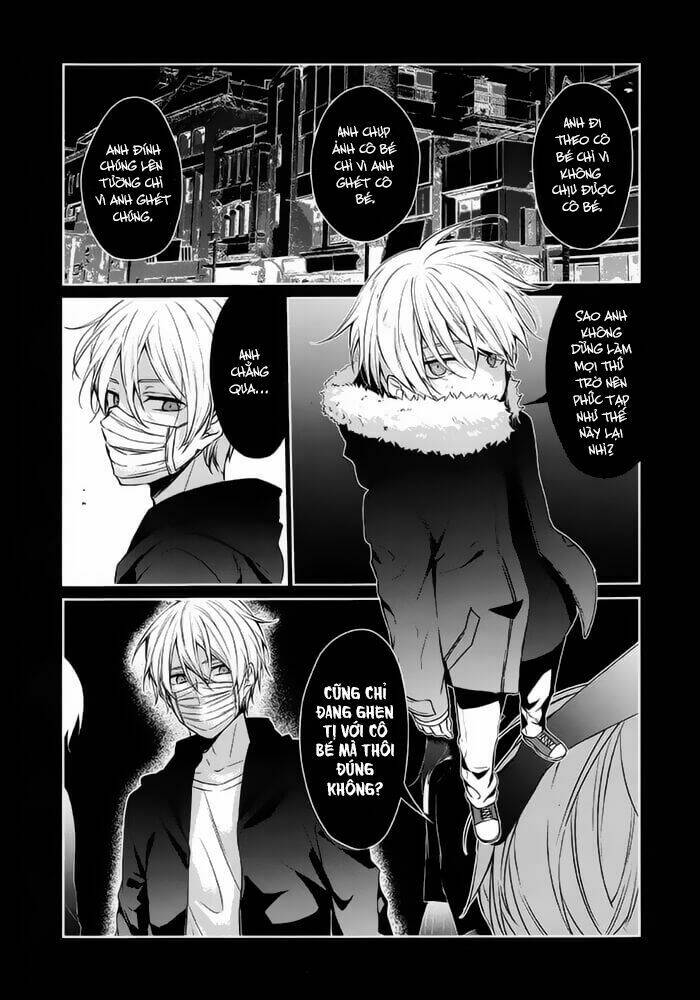 ANH ĐI
THEO CÔ
BÉ CHỈ VÌ
KHÔNG
CHỊU ĐƯỢC
CÔ BÉ.
ANH CHỤP
ẢNH CÔ BÉ
CHỈ VÌ ANH
GHÉT CÔ
BÉ.
ANH ĐÍNH
CHÚNG LÊN
TƯỜNG CHỈ
VÌ ANH GHÉT
CHÚNG.
SAO ANH
KHÔNG
DỪNG LÀM
MỌI THỨ
TRỞ NÊN
PHỨC TẠP
NHƯ THẾ
NÀY LẠI
NHỈ?
ANH
CHẲNG
QUA...
CŨNG CHỈ
ĐANG GHEN
TỊ VỚI CÔ
BÉ MÀ THÔI
ĐÚNG
KHÔNG?